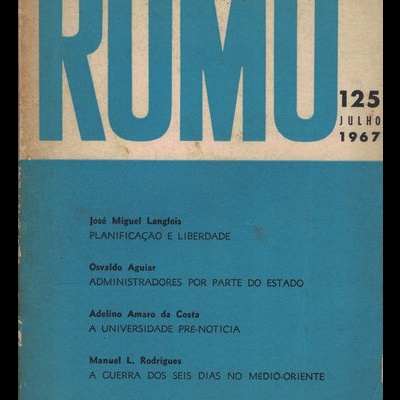 RUMO
125
JULHO
1967
José Miguel Langlois
PLANIFICAÇÃO E LIBERDADE
Osvaldo Aguiar
ADMINISTRADORES POR PARTE DO ESTADO
Adelino Amaro da Costa
A UNIVERSIDADE PRE-NOTICIA
Manuel L. Rodrigues
A GUERRA DOS SEIS DIAS NO MÉDIO-ORIENTE